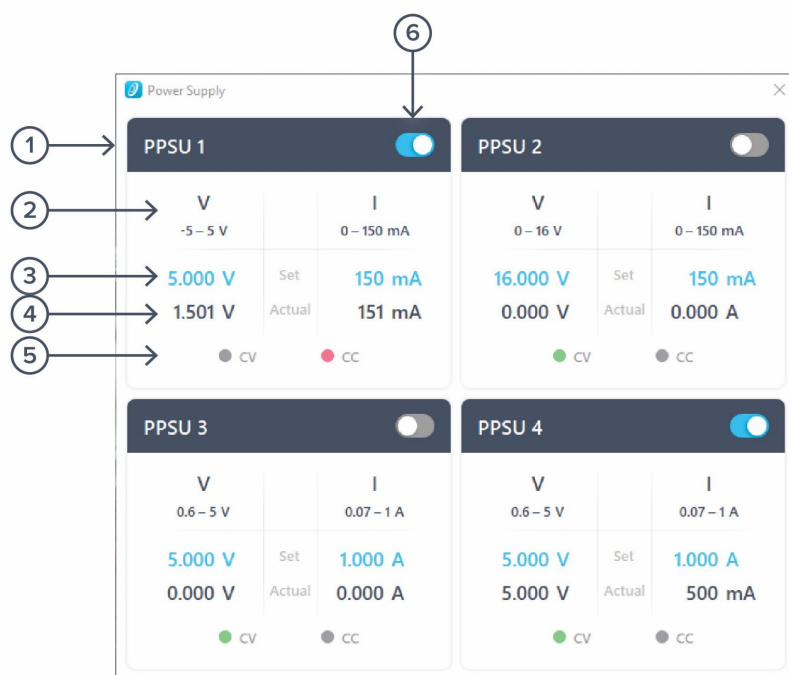 6
Power Supply
1
PPSU 1
PPSU 2
2
V I
-5 – 5 V 0 – 150 mA
V I
0 – 16 V 0 – 150 mA
3
5.000 V Set 150 mA
16.000 V Set 150 mA
4
1.501 V Actual 151 mA
0.000 V Actual 0.000 A
5
CV CC
CV CC
PPSU 3
PPSU 4
V I
0.6 – 5 V 0.07 – 1 A
V I
0.6 – 5 V 0.07 – 1 A
5.000 V Set 1.000 A
5.000 V Set 1.000 A
0.000 V Actual 0.000 A
5.000 V Actual 500 mA
CV CC
CV CC